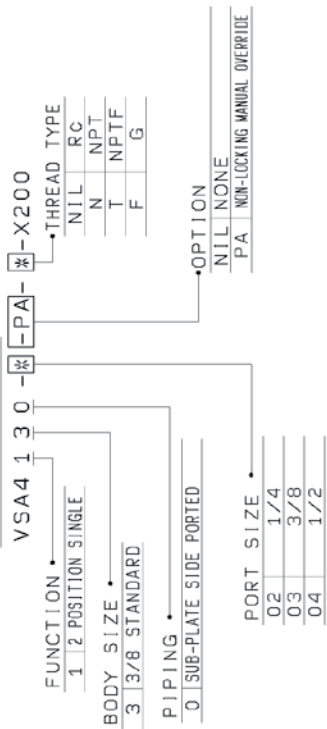 VSA4 1 3 0 -※-PA-※-X200
FUNCTION
1 2 POSITION SINGLE
BODY SIZE
3 3/8 STANDARD
PIPING
0 SUB-PLATE SIDE PORTED
PORT SIZE
02 1/4
03 3/8
04 1/2
THREAD TYPE
NIL RC
N NPT
T NPTF
F G
OPTION
NIL NONE
PA NON-LOCKING MANUAL OVERRIDE